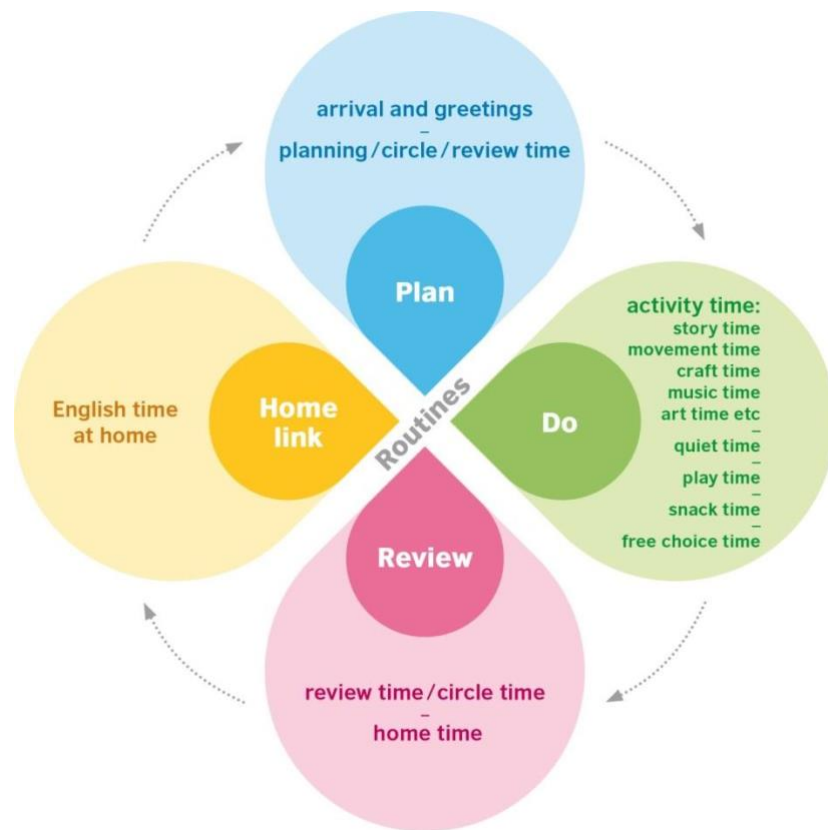 arrival and greetings
–
planning/circle/review time
Plan
activity time:
story time
movement time
craft time
music time
art time etc
–
quiet time
–
play time
–
snack time
–
free choice time
Do
Routines
Home
link
English time
at home
Review
review time/circle time
–
home time